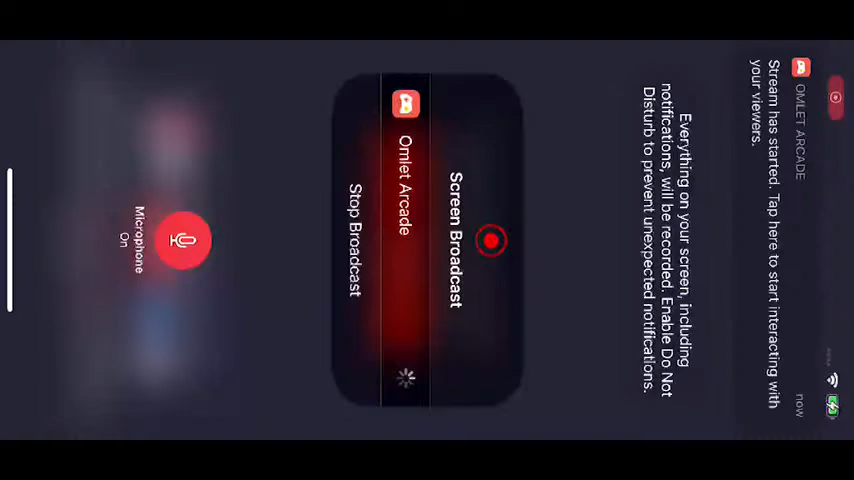 OMLET ARCADE
now
Stream has started. Tap here to start interacting with
your viewers.
Everything on your screen, including
notifications, will be recorded. Enable Do Not
Disturb to prevent unexpected notifications.
Screen Broadcast
Omlet Arcade
Stop Broadcast
Microphone
On